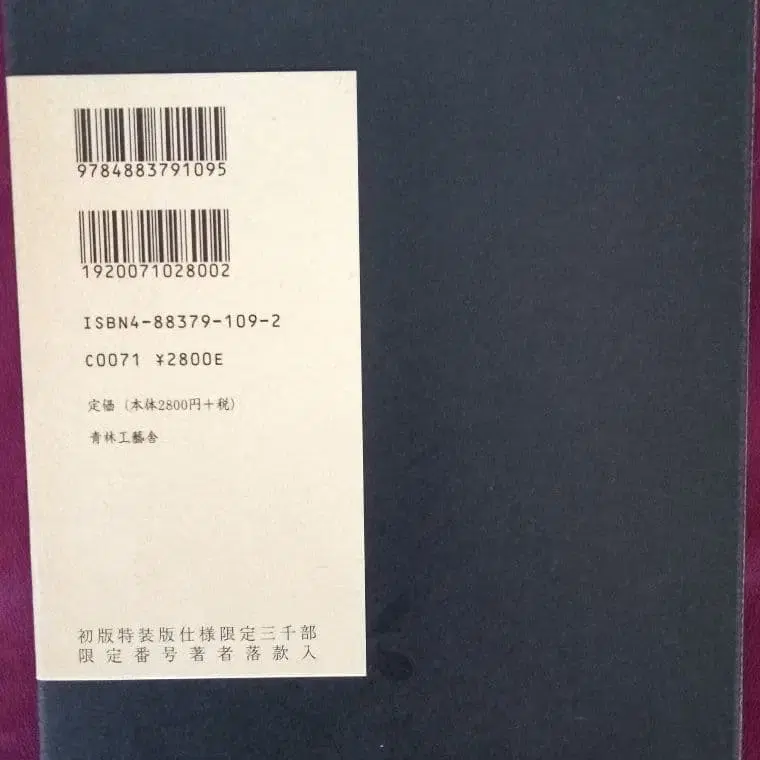 9784883791095
1920071028002
ISBN4-88379-109-2
C0071 ¥2800E
定価（本体2800円＋税）
青林工藝舎
初版特装版仕様限定三千部
限定番号著者落款入